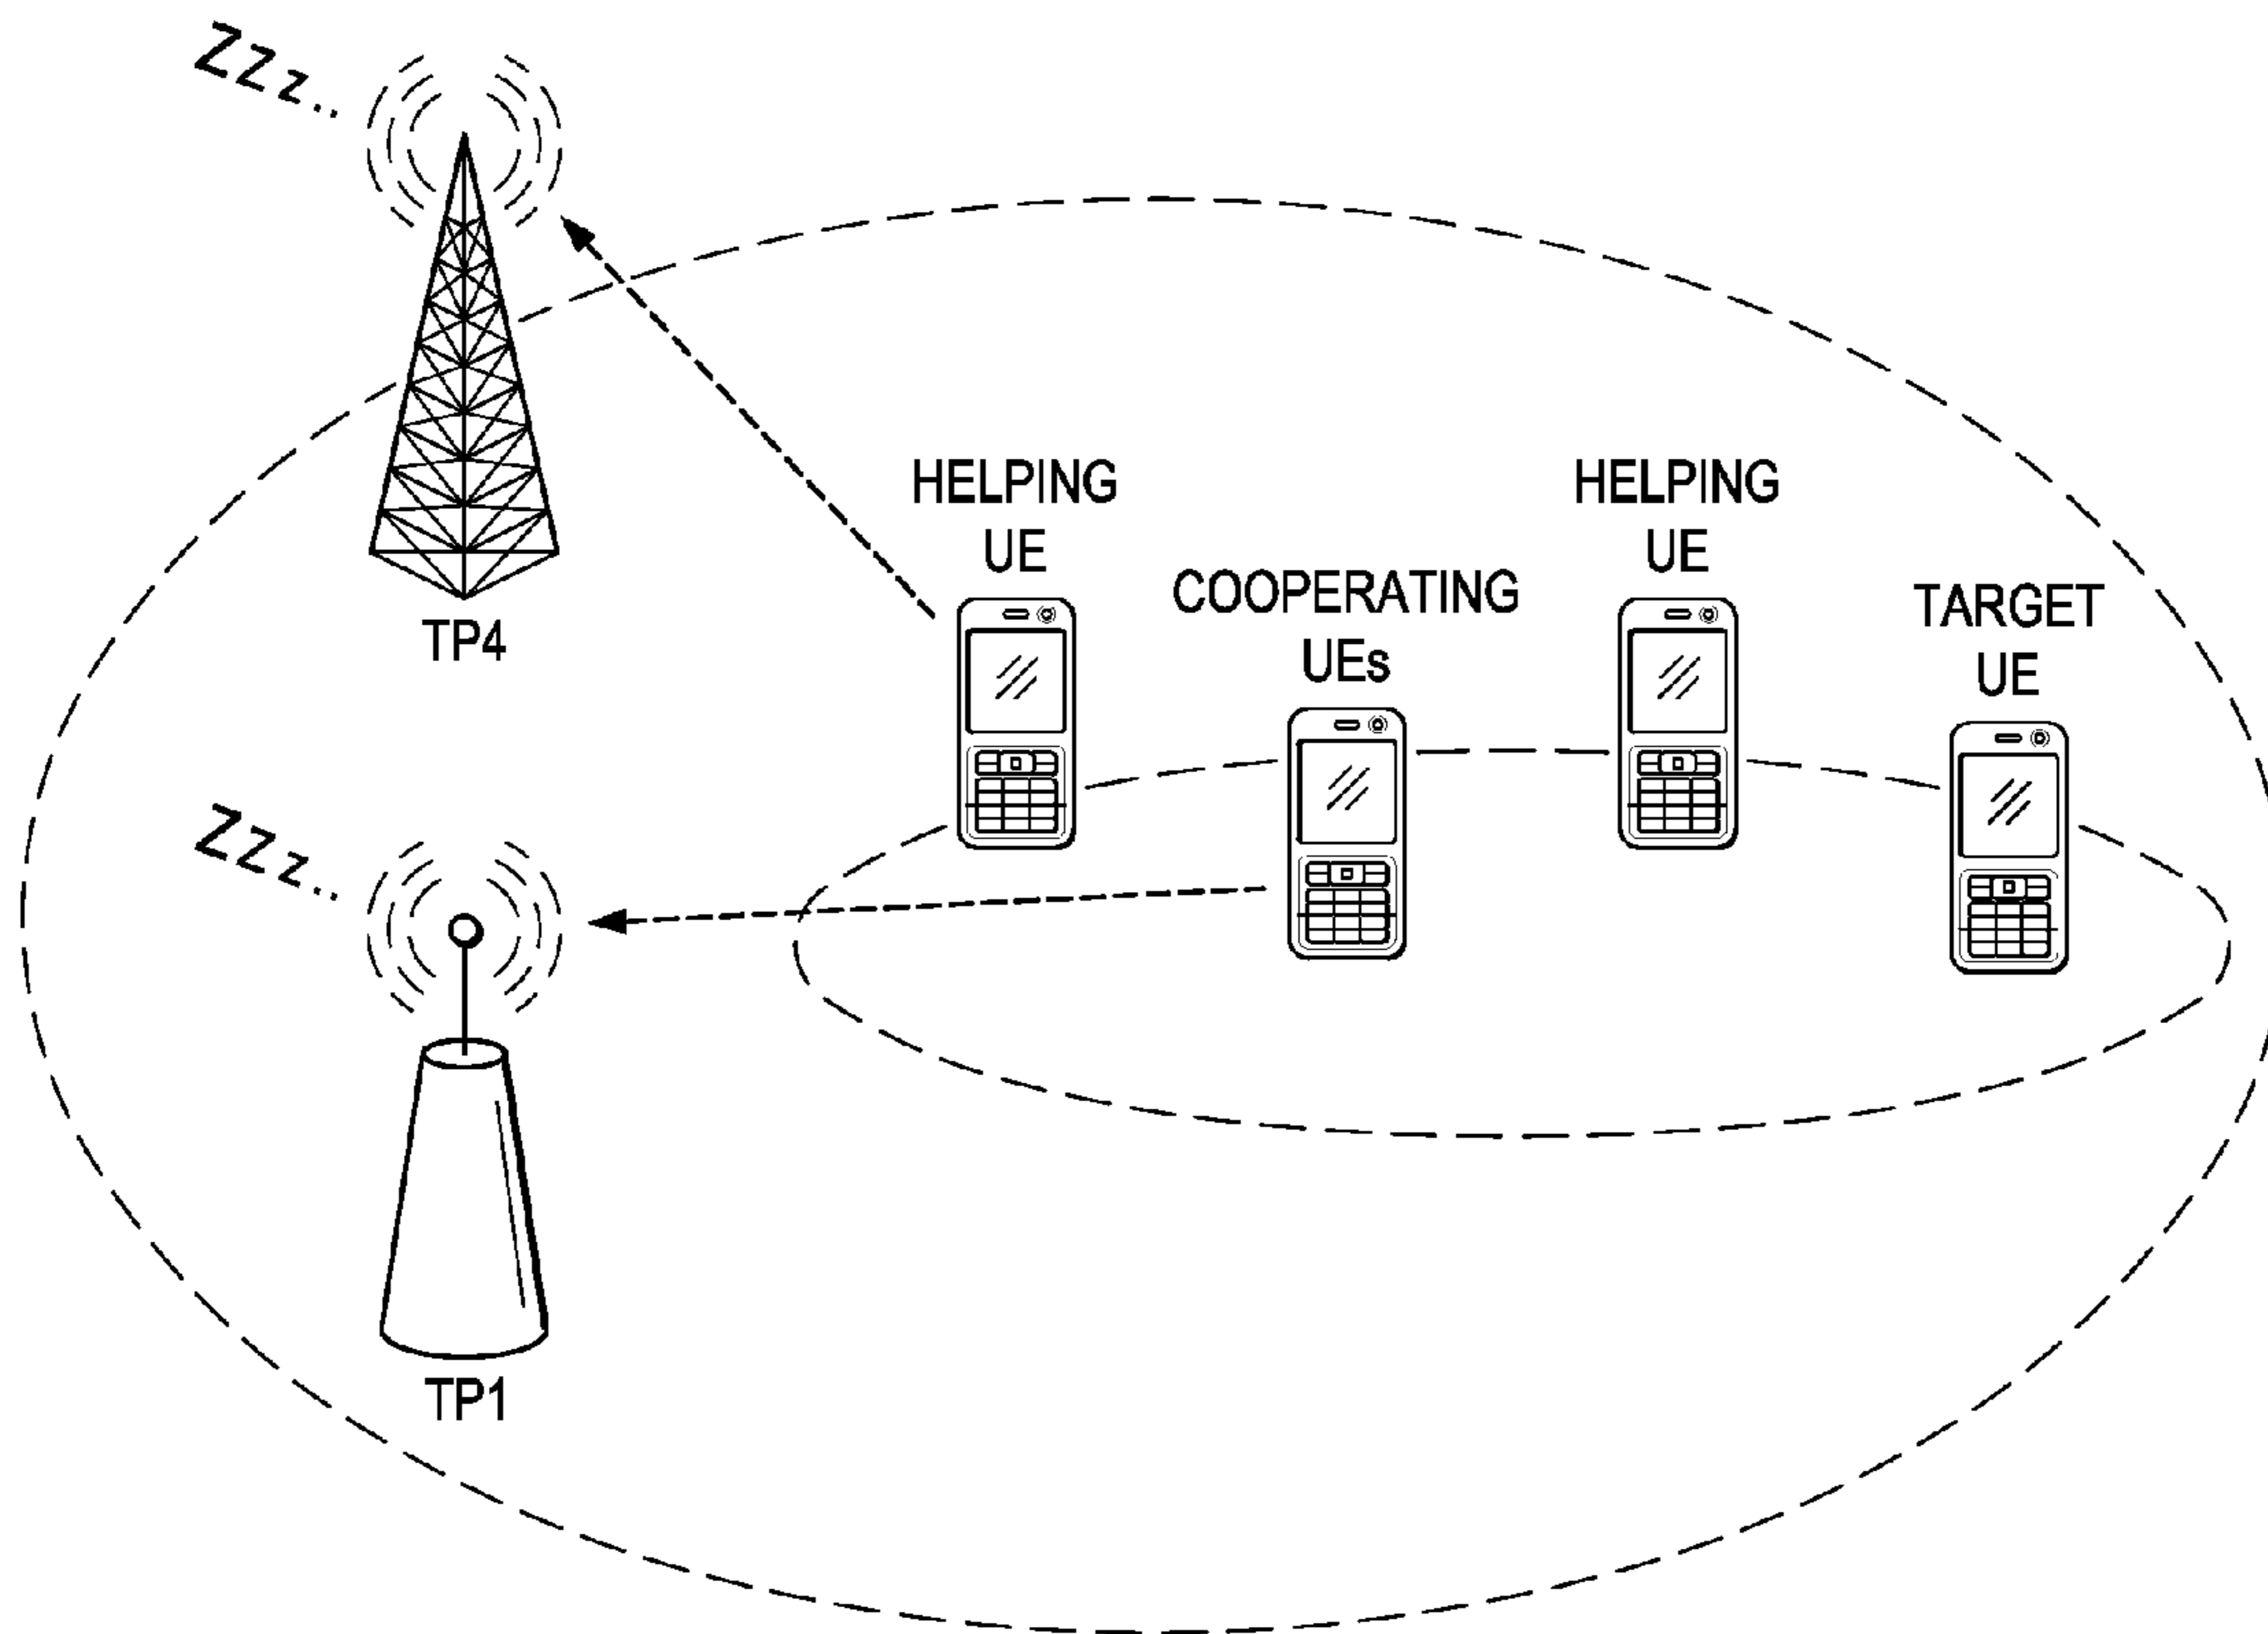 ZZz..
HELPING
UE
HELPING
UE
COOPERATING
UEs
TARGET
UE
TP4
ZZz..
TP1